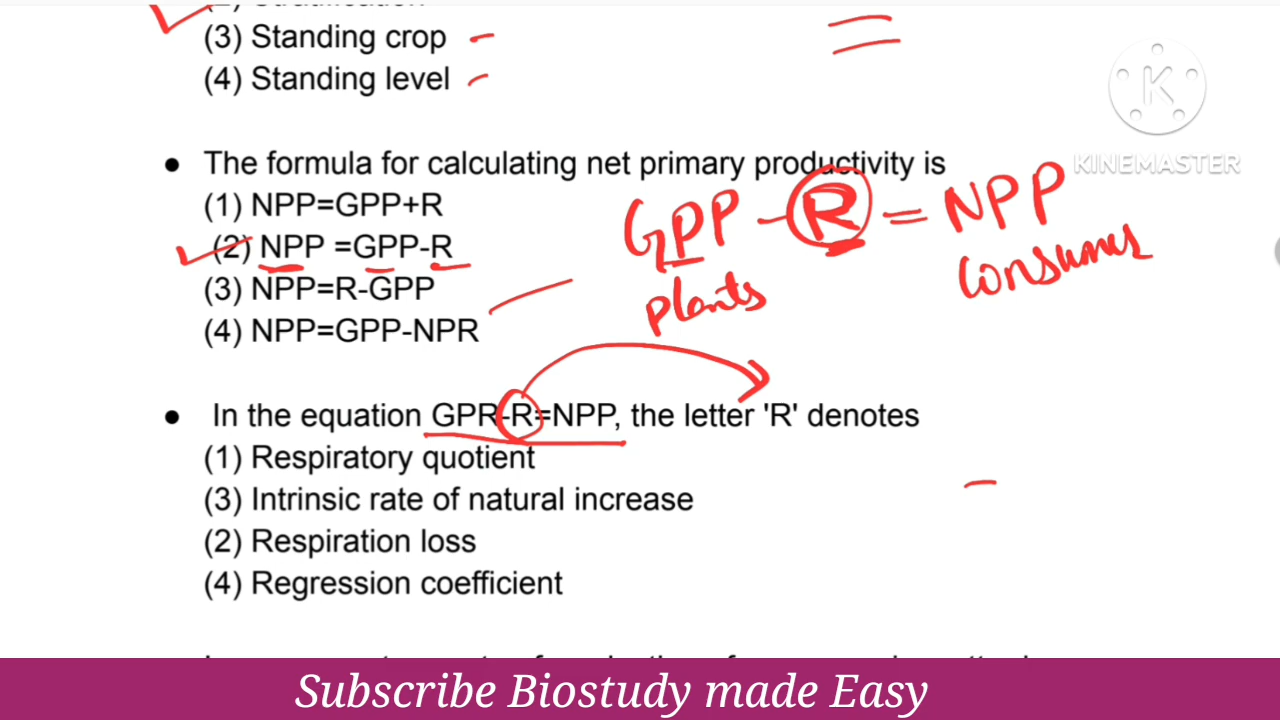 (2) Stratification
(3) Standing crop
(4) Standing level
K
KINEMASTER
● The formula for calculating net primary productivity is
(1) NPP=GPP+R
(2) NPP =GPP-R
(3) NPP=R-GPP
(4) NPP=GPP-NPR
GPP - R = NPP
plants consumes
● In the equation GPR-R=NPP, the letter 'R' denotes
(1) Respiratory quotient
(3) Intrinsic rate of natural increase
(2) Respiration loss
(4) Regression coefficient
Subscribe Biostudy made Easy